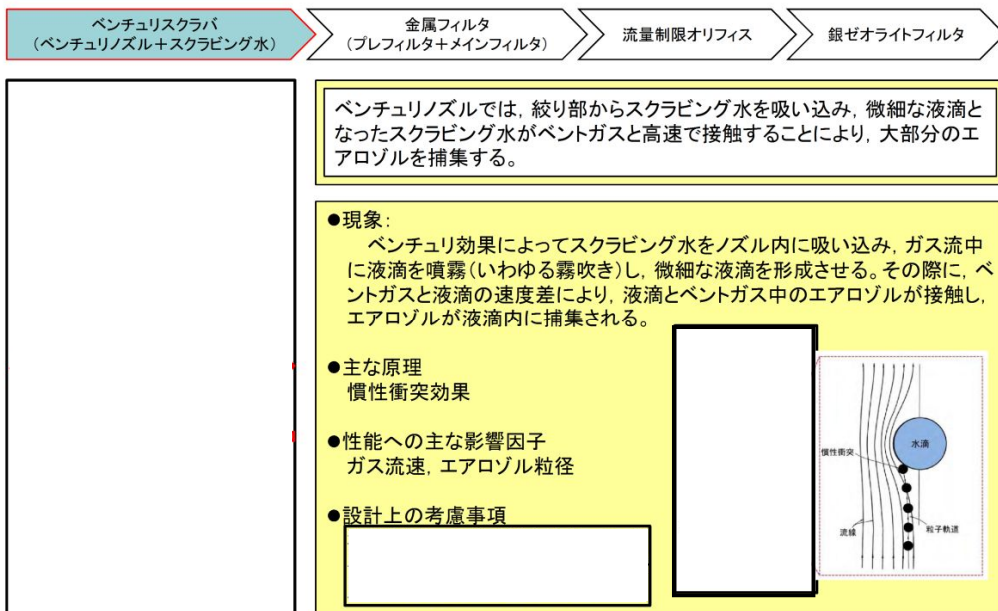 ベンチュリスクラバ
(ベンチュリノズル+スクラビング水)
金属フィルタ
(プレフィルタ+メインフィルタ)
流量制限オリフィス
銀ゼオライトフィルタ
ベンチュリノズルでは, 絞り部からスクラビング水を吸い込み, 微細な液滴と
なったスクラビング水がベントガスと高速で接触することにより, 大部分のエ
アロゾルを捕集する。
●現象:
ベンチュリ効果によってスクラビング水をノズル内に吸い込み, ガス流中
に液滴を噴霧(いわゆる霧吹き)し, 微細な液滴を形成させる。その際に, ベ
ントガスと液滴の速度差により, 液滴とベントガス中のエアロゾルが接触し,
エアロゾルが液滴内に捕集される。
●主な原理
慣性衝突効果
●性能への主な影響因子
ガス流速, エアロゾル粒径
●設計上の考慮事項
水滴
慣性衝突
流線
粒子軌道